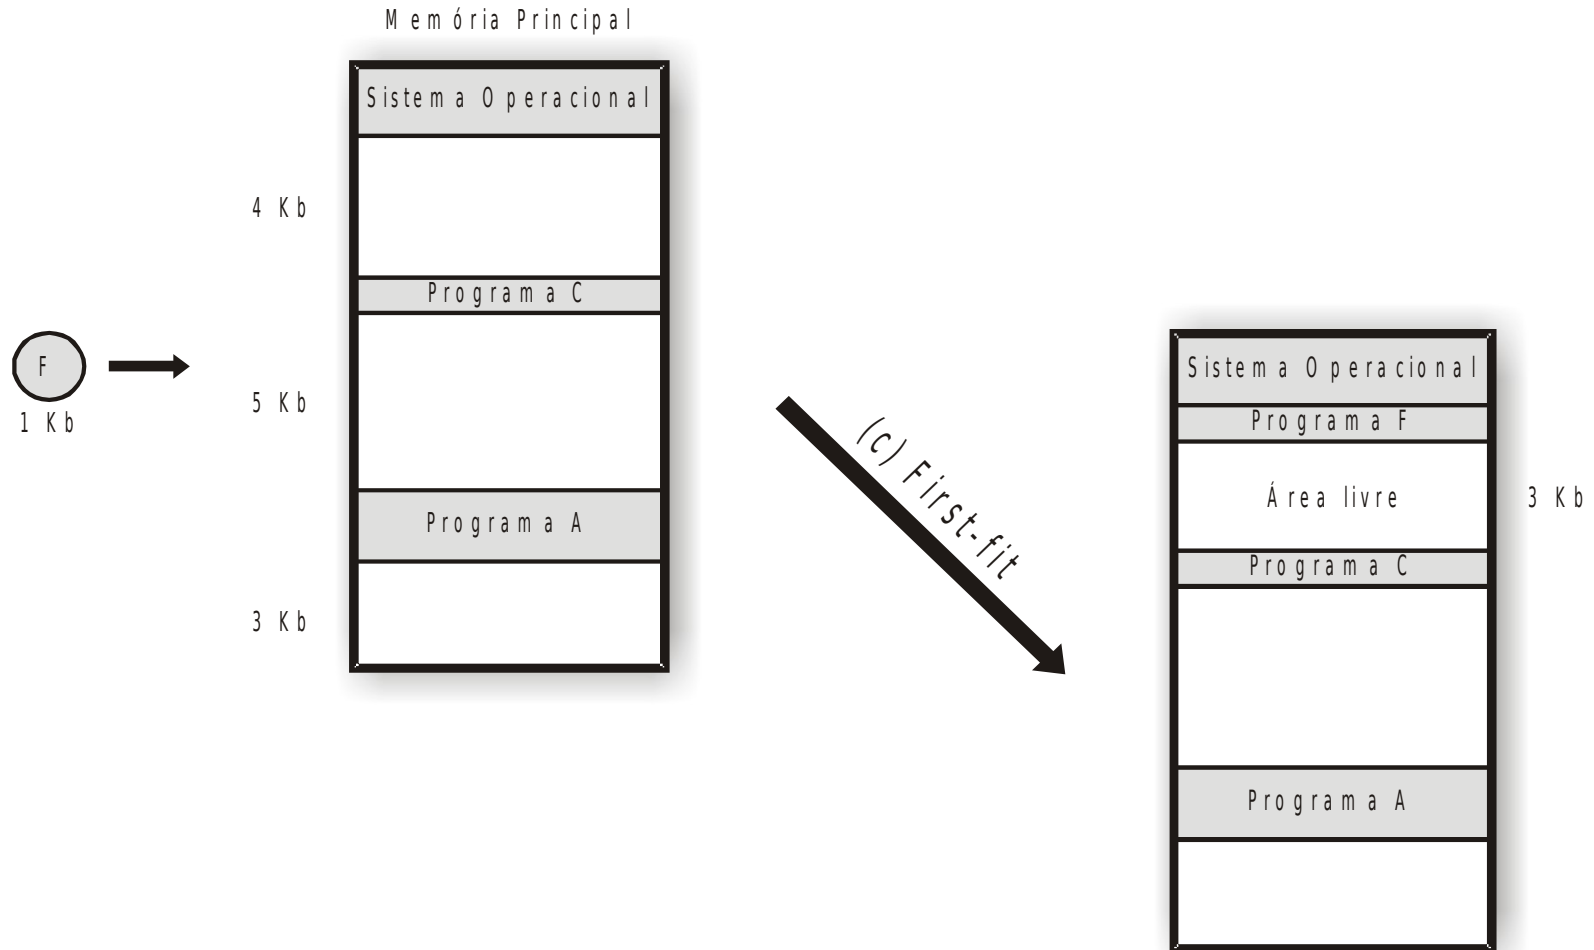 Memória Principal
Sistema Operacional
4 Kb
Programa C
F
1 Kb
5 Kb
Programa A
3 Kb
(c) First-fit
Sistema Operacional
Programa F
Área livre
3 Kb
Programa C
Programa A